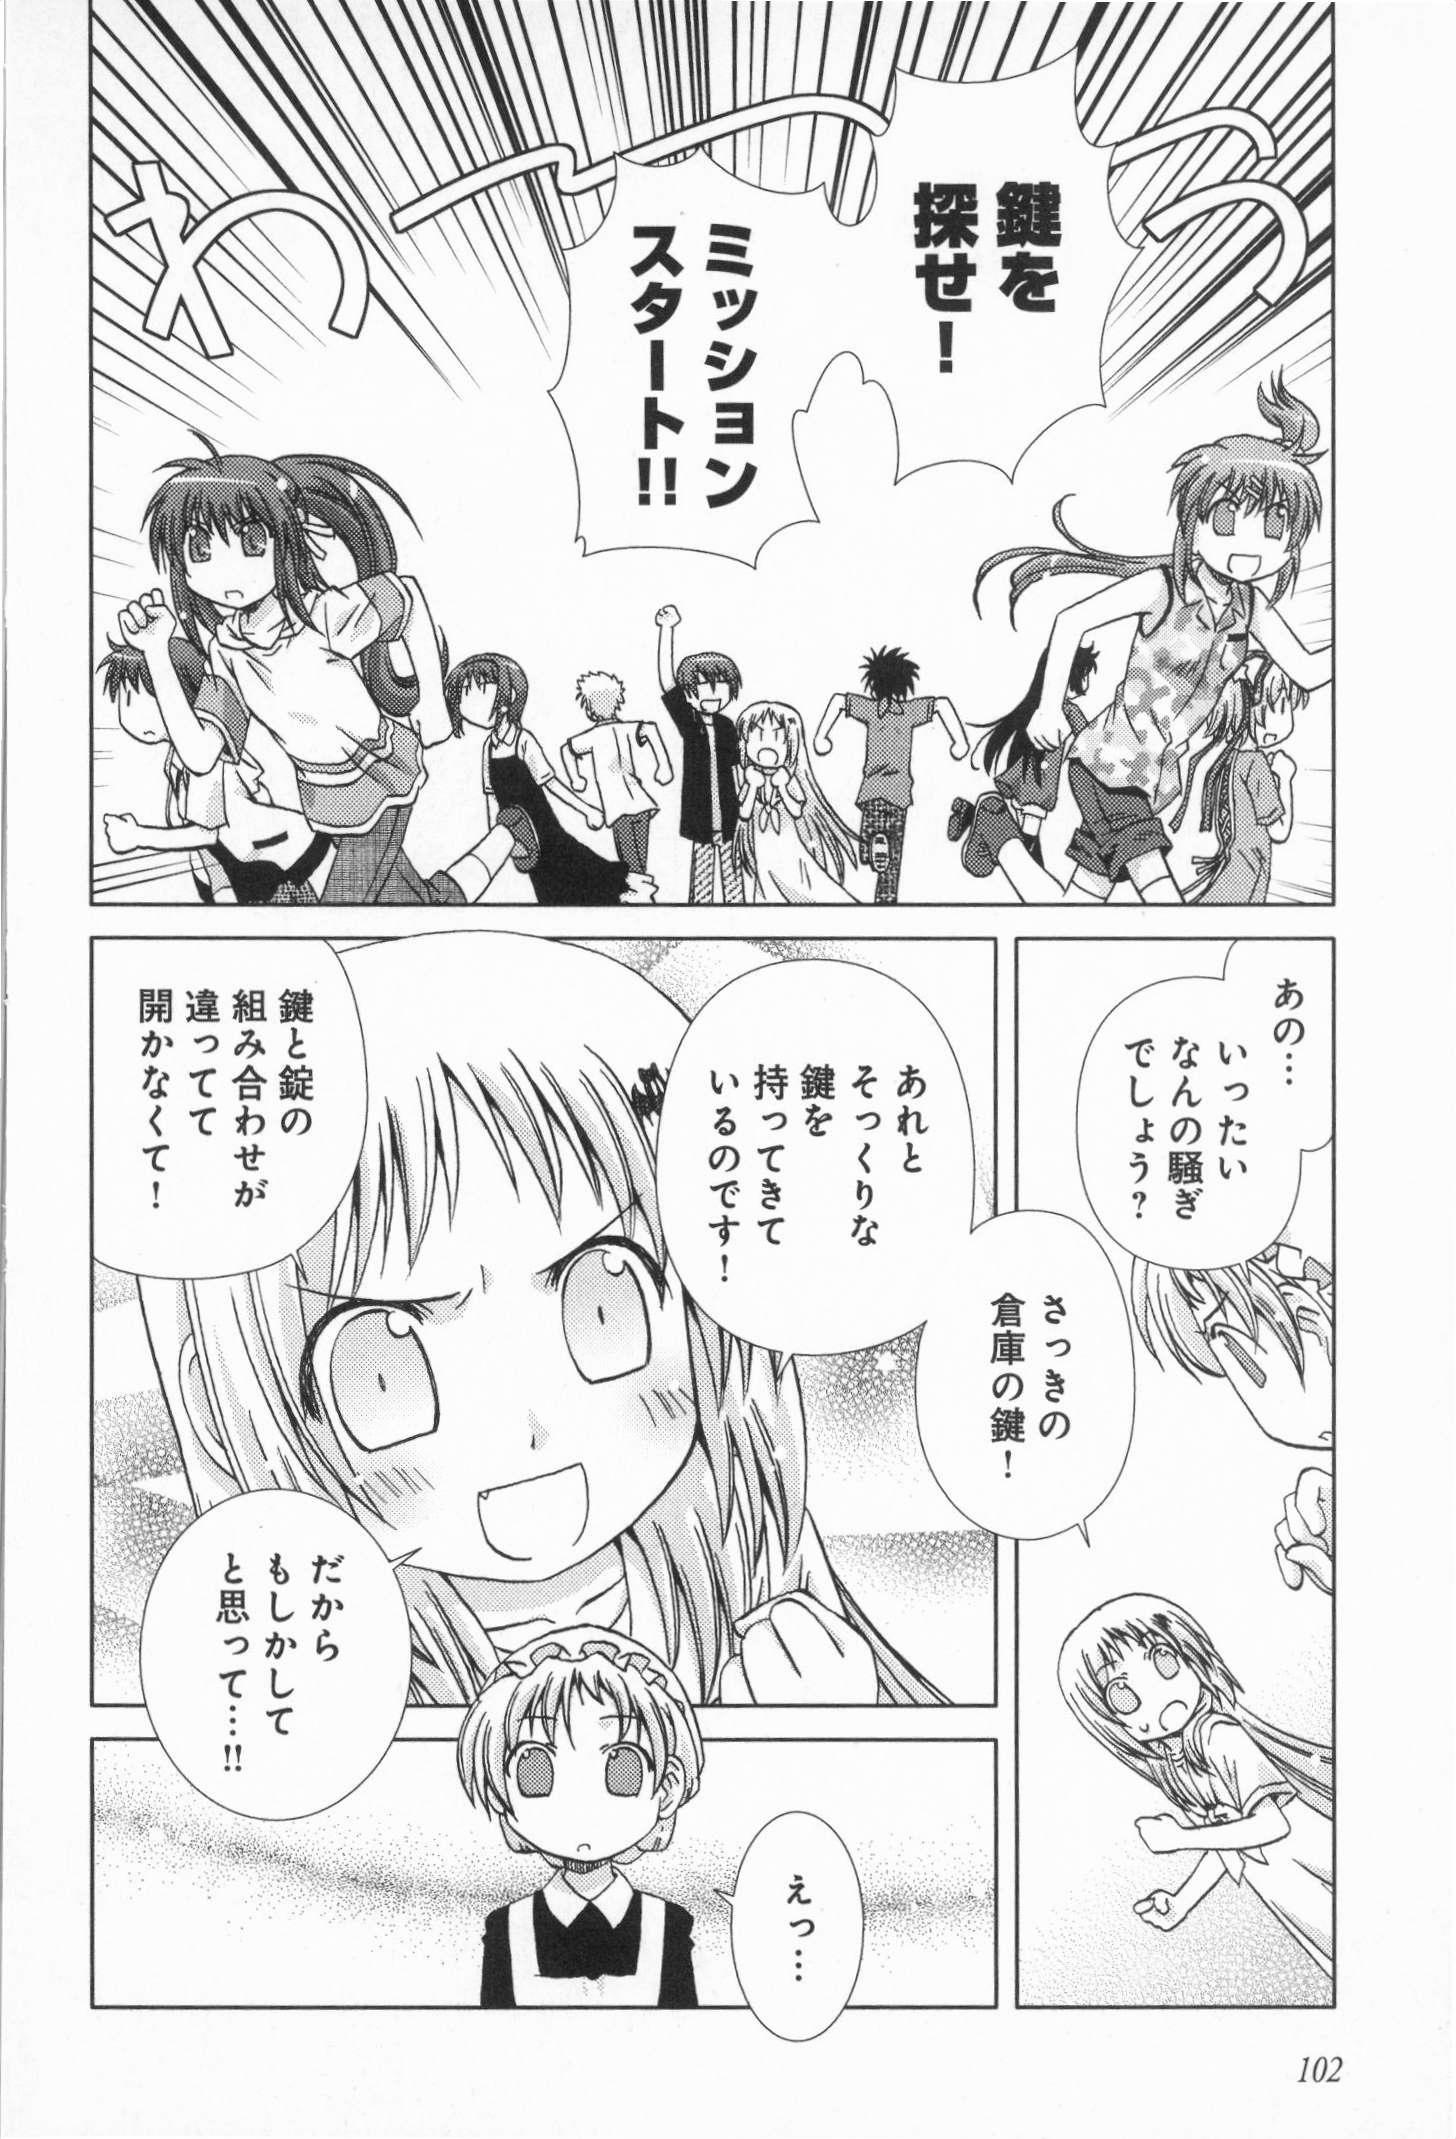 鍵を
探せ!
ミッション
スタート!!
わーーっ
あの…
いったい
なんの騒ぎ
でしょう?
さっきの
倉庫の鍵!
あれと
そっくりな
鍵を
持ってきて
いるのです!
鍵と錠の
組み合わせが
違ってて
開かなくて!
だから
もしかして
と思って…!!
えっ…
102